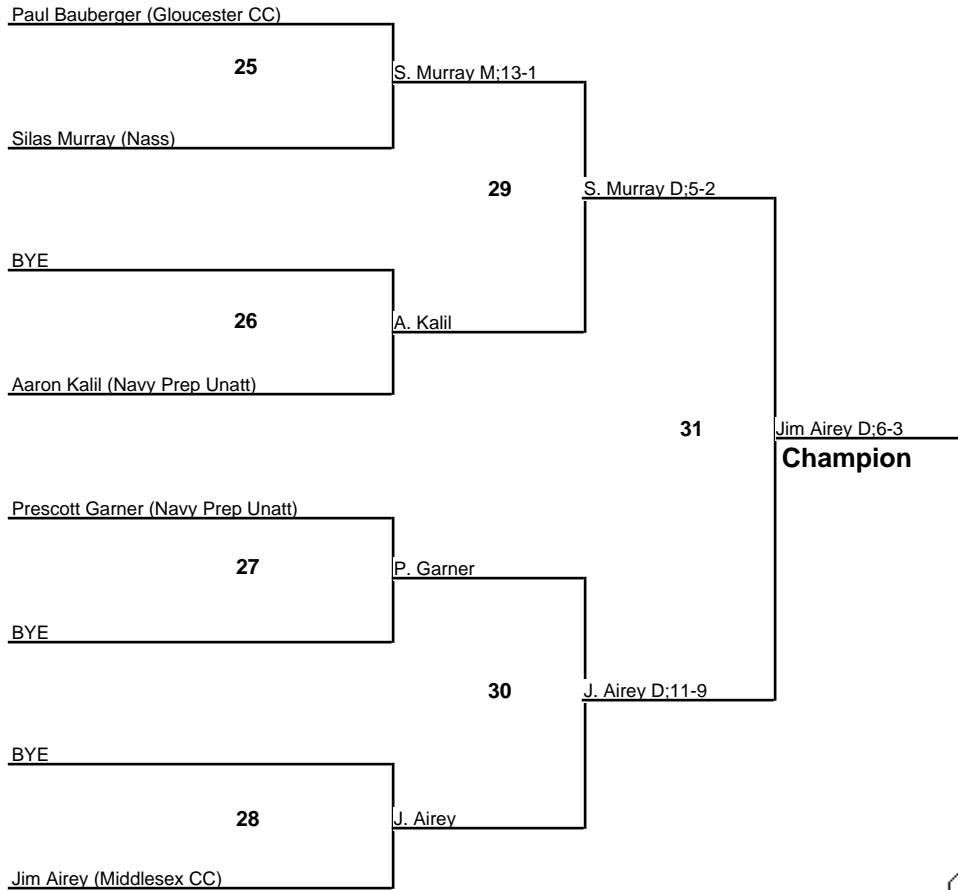 Paul Bauberger (Gloucester CC)
25
S. Murray M;13-1
Silas Murray (Nass)
29
S. Murray D;5-2
BYE
26
A. Kalil
Aaron Kalil (Navy Prep Unatt)
31
Jim Airey D;6-3
Champion
Prescott Garner (Navy Prep Unatt)
27
P. Garner
BYE
30
J. Airey D;11-9
BYE
28
J. Airey
Jim Airey (Middlesex CC)